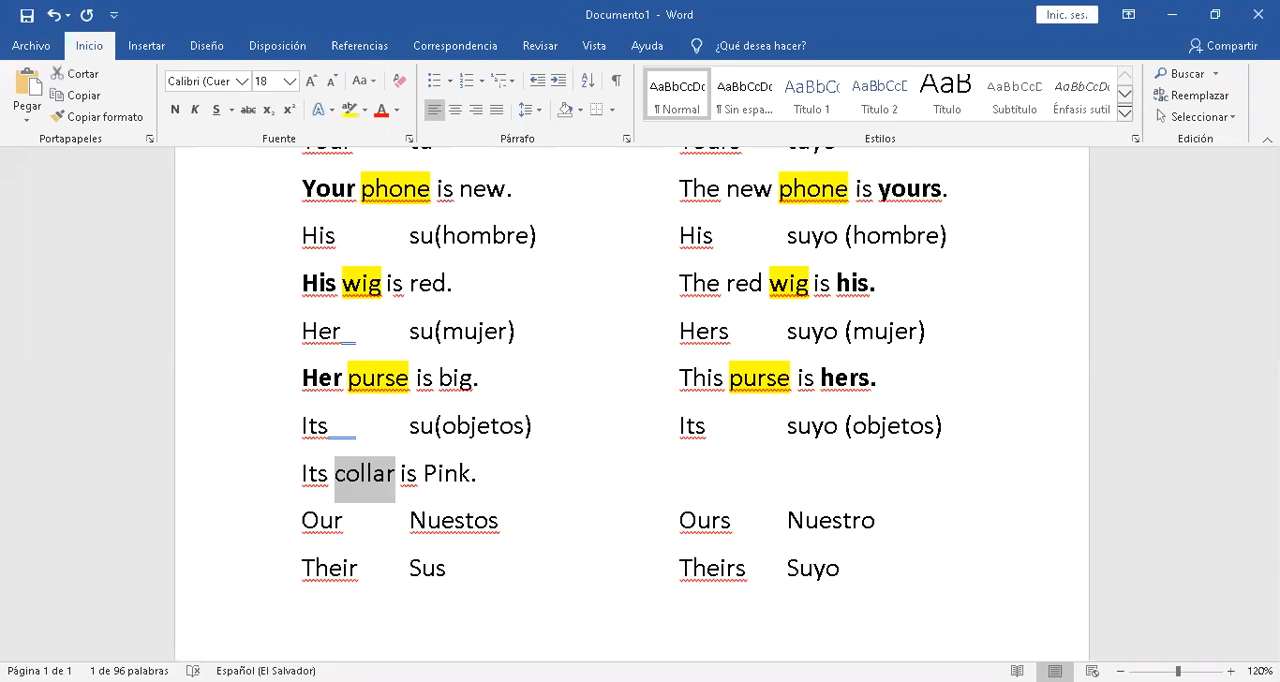 Documento1 - Word
Inic. ses.
Archivo Inicio Insertar Diseño Disposición Referencias Correspondencia Revisar Vista Ayuda ¿Qué desea hacer? Compartir
Pegar
Cortar
Copiar
Copiar formato
Portapapeles
Calibri (Cuer 18
Aa
N K S abc x₂ x²
A A
Fuente
Párrafo
AaBbCcDc AaBbCcDc AaBbC AaBbCcD AaB AaBbCcD AaBbCcDc
¶ Normal ¶ Sin espa... Título 1 Título 2 Título Subtítulo Énfasis sutil
Estilos
Buscar
Reemplazar
Seleccionar
Edición
Your phone is new. The new phone is yours.
His su(hombre) His suyo (hombre)
His wig is red. The red wig is his.
Her su(mujer) Hers suyo (mujer)
Her purse is big. This purse is hers.
Its su(objetos) Its suyo (objetos)
Its collar is Pink.
Our Nuestos Ours Nuestro
Their Sus Theirs Suyo
Página 1 de 1 1 de 96 palabras Español (El Salvador) 120%